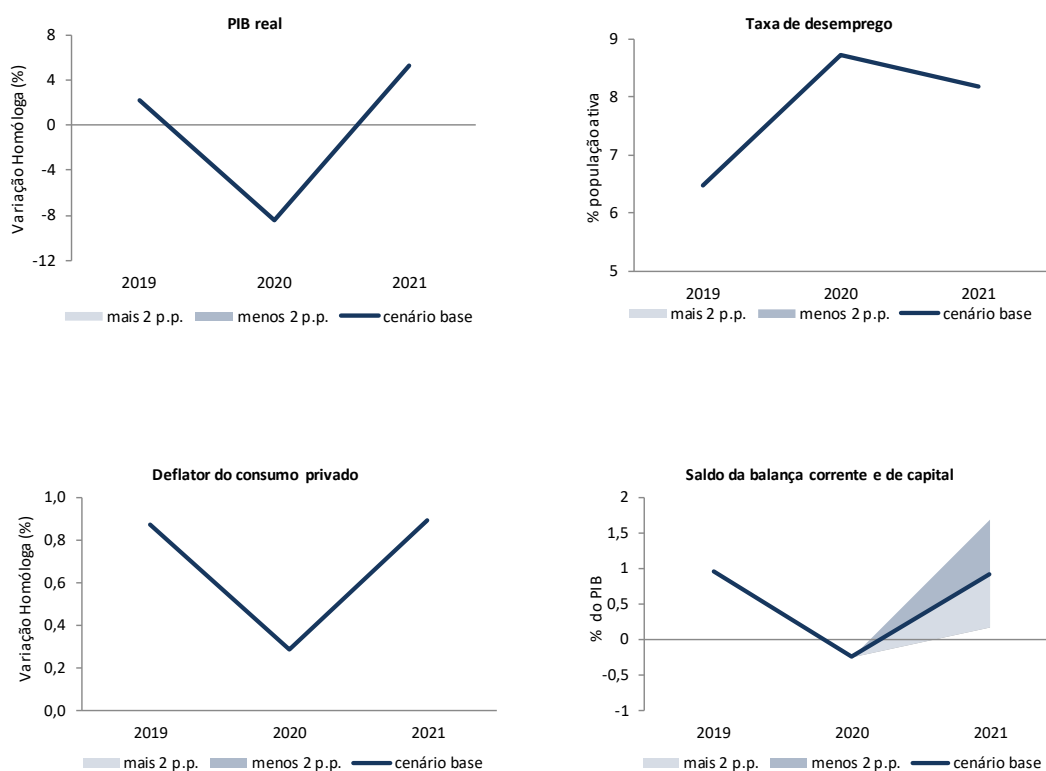 PIB real
Variação Homóloga (%)
8
4
0
-4
-8
-12
2019 2020 2021
mais 2 p.p. menos 2 p.p. cenário base
Taxa de desemprego
% população ativa
9
8
7
6
5
2019 2020 2021
mais 2 p.p. menos 2 p.p. cenário base
Deflator do consumo privado
Variação Homóloga (%)
1,0
0,8
0,6
0,4
0,2
0,0
2019 2020 2021
mais 2 p.p. menos 2 p.p. cenário base
Saldo da balança corrente e de capital
% do PIB
2
1,5
1
0,5
0
-0,5
-1
2019 2020 2021
mais 2 p.p. menos 2 p.p. cenário base